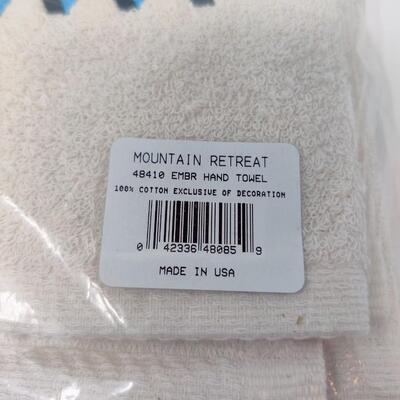 MOUNTAIN RETREAT
48410 EMBR HAND TOWEL
100% COTTON EXCLUSIVE OF DECORATION
0 42336 48085 9
MADE IN USA